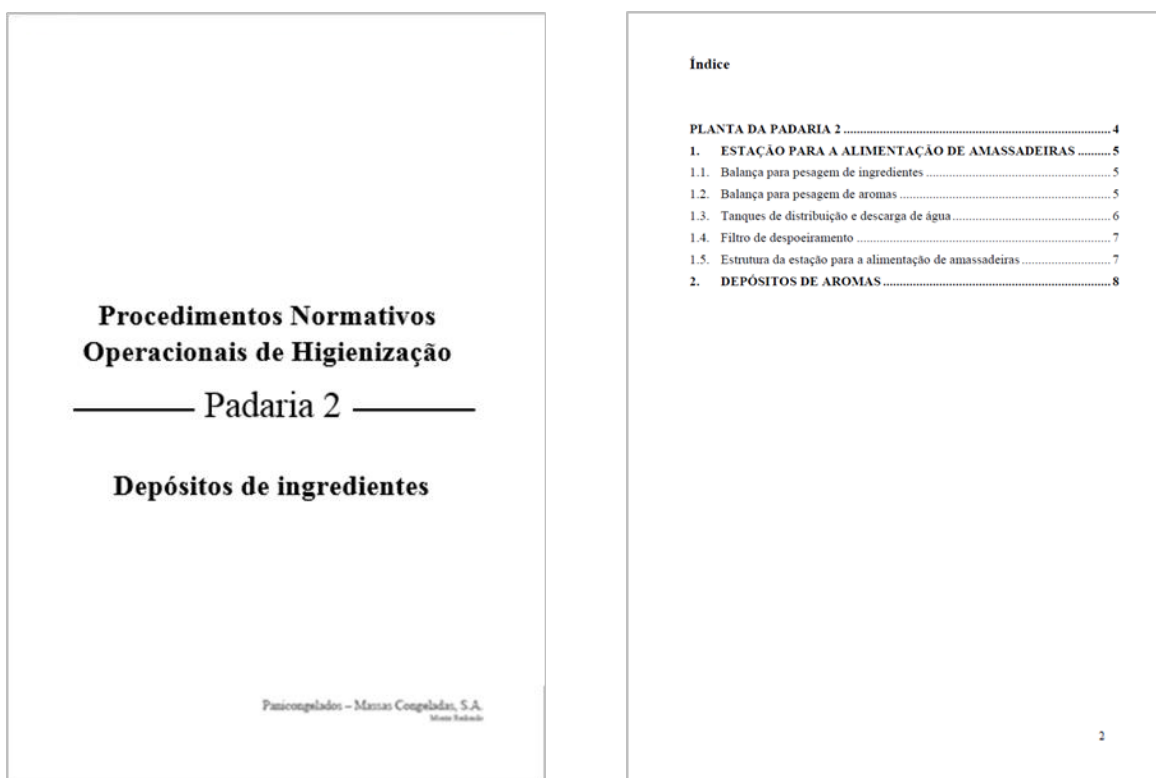 Procedimentos Normativos
Operacionais de Higienização
Padaria 2
Depósitos de ingredientes
Panicongelados – Massas Congeladas, S.A.
Monte Redondo
Índice
PLANTA DA PADARIA 2 ........ 4
1. ESTAÇÃO PARA A ALIMENTAÇÃO DE AMASSADEIRAS ........ 5
1.1. Balança para pesagem de ingredientes ........ 5
1.2. Balança para pesagem de aromas ........ 5
1.3. Tanques de distribuição e descarga de água ........ 6
1.4. Filtro de despoeiramento ........ 7
1.5. Estrutura da estação para a alimentação de amassadeiras ........ 7
2. DEPÓSITOS DE AROMAS ........ 8
2